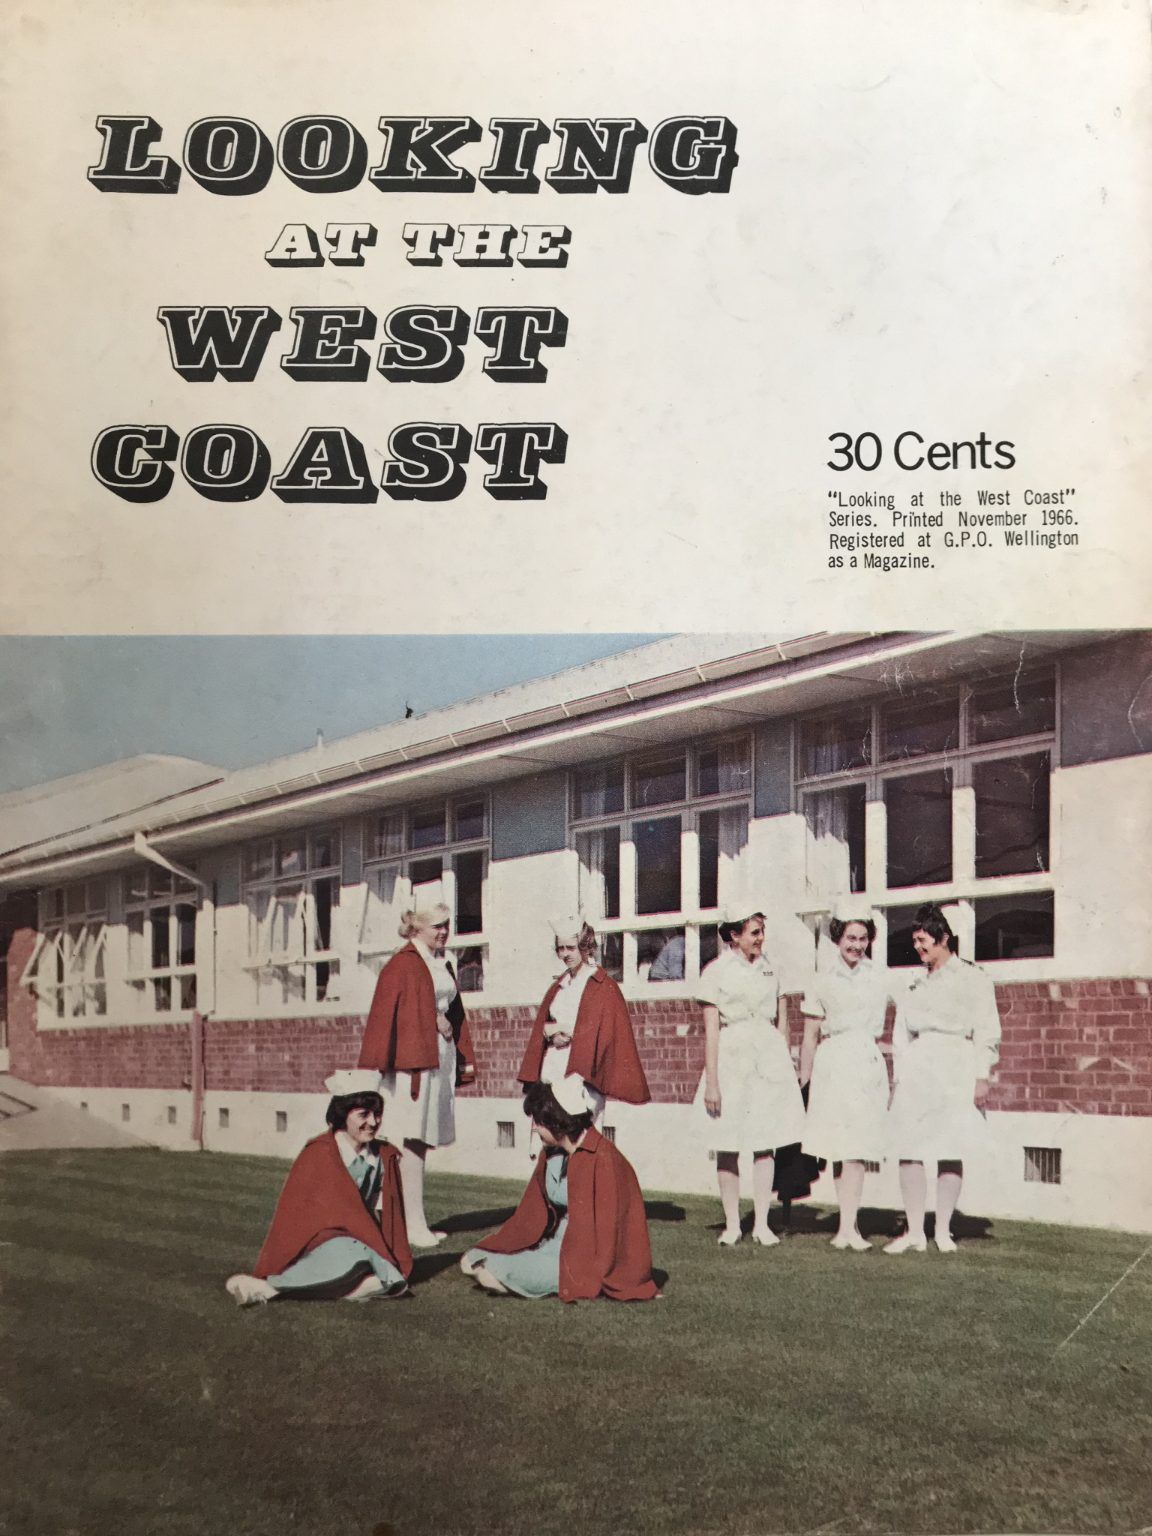 LOOKING
AT THE
WEST
COAST
30 Cents
"Looking at the West Coast"
Series. Printed November 1966.
Registered at G.P.O. Wellington
as a Magazine.